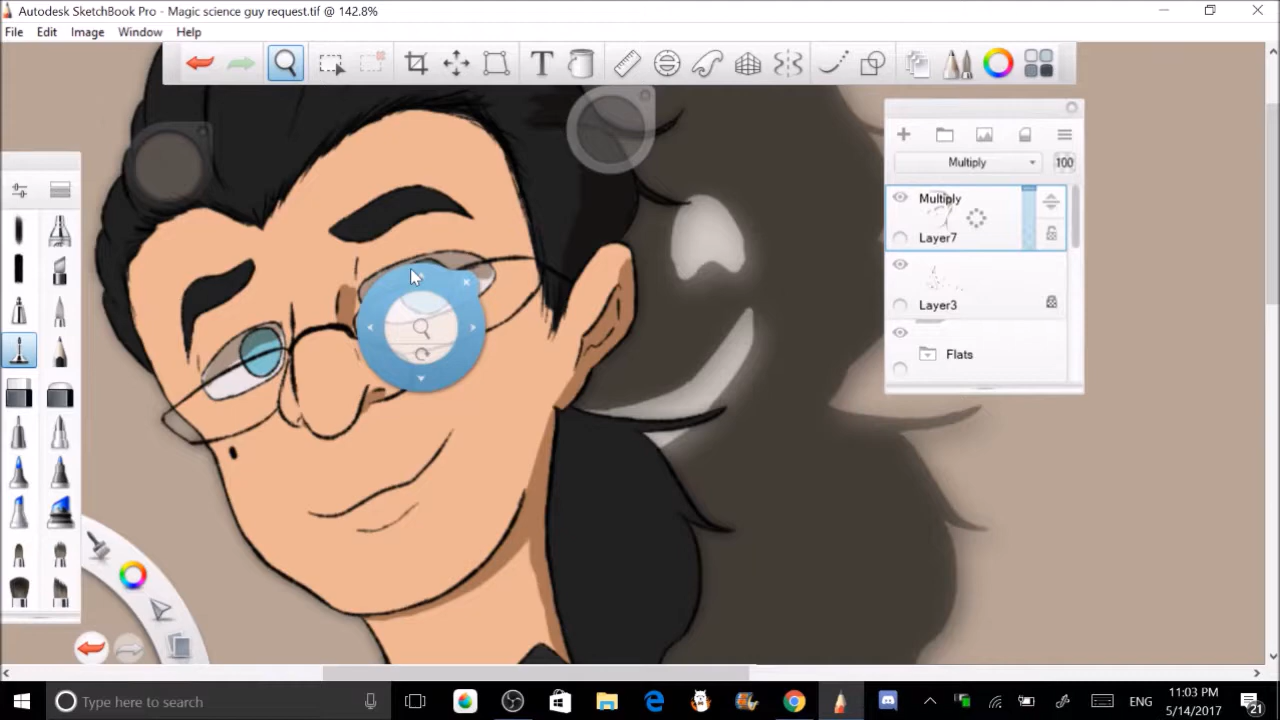 Autodesk SketchBook Pro - Magic science guy request.tif @ 142.8%
File Edit Image Window Help
T
Multiply 100
Multiply
Layer7
Layer3
Flats
Type here to search
ENG
11:03 PM
5/14/2017
21